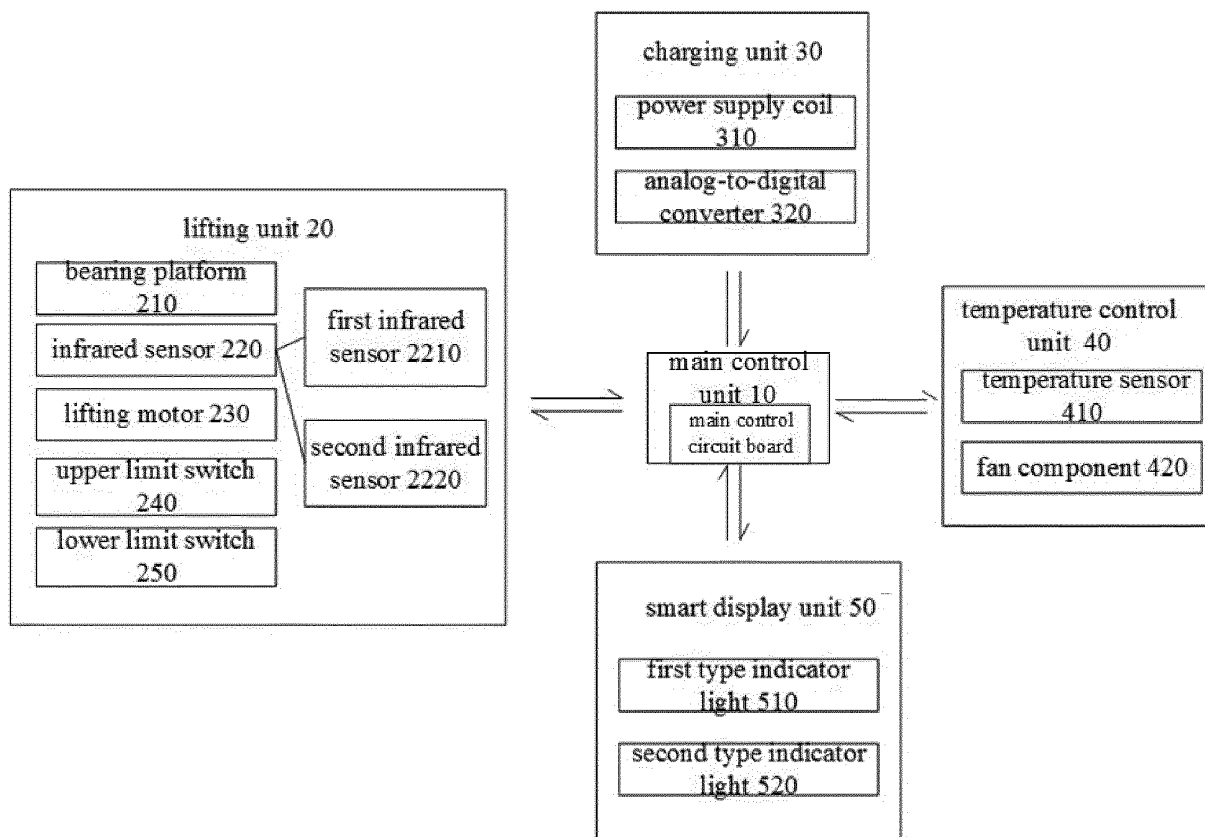 charging unit 30
power supply coil
310
analog-to-digital
converter 320
lifting unit 20
bearing platform
210
infrared sensor 220
lifting motor 230
upper limit switch
240
lower limit switch
250
first infrared
sensor 2210
second infrared
sensor 2220
main control
unit 10
main control
circuit board
temperature control
unit 40
temperature sensor
410
fan component 420
smart display unit 50
first type indicator
light 510
second type indicator
light 520